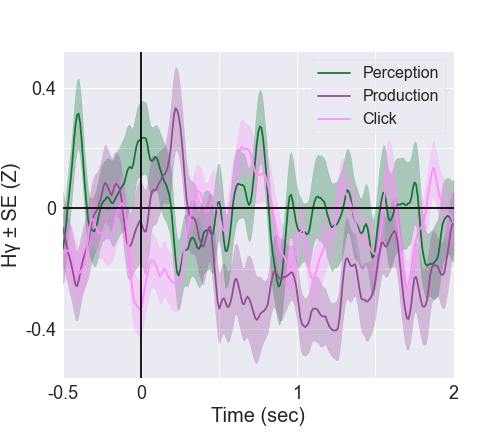 Perception
Production
Click
Hγ ± SE (Z)
0.4
0
-0.4
-0.5
0
1
2
Time (sec)